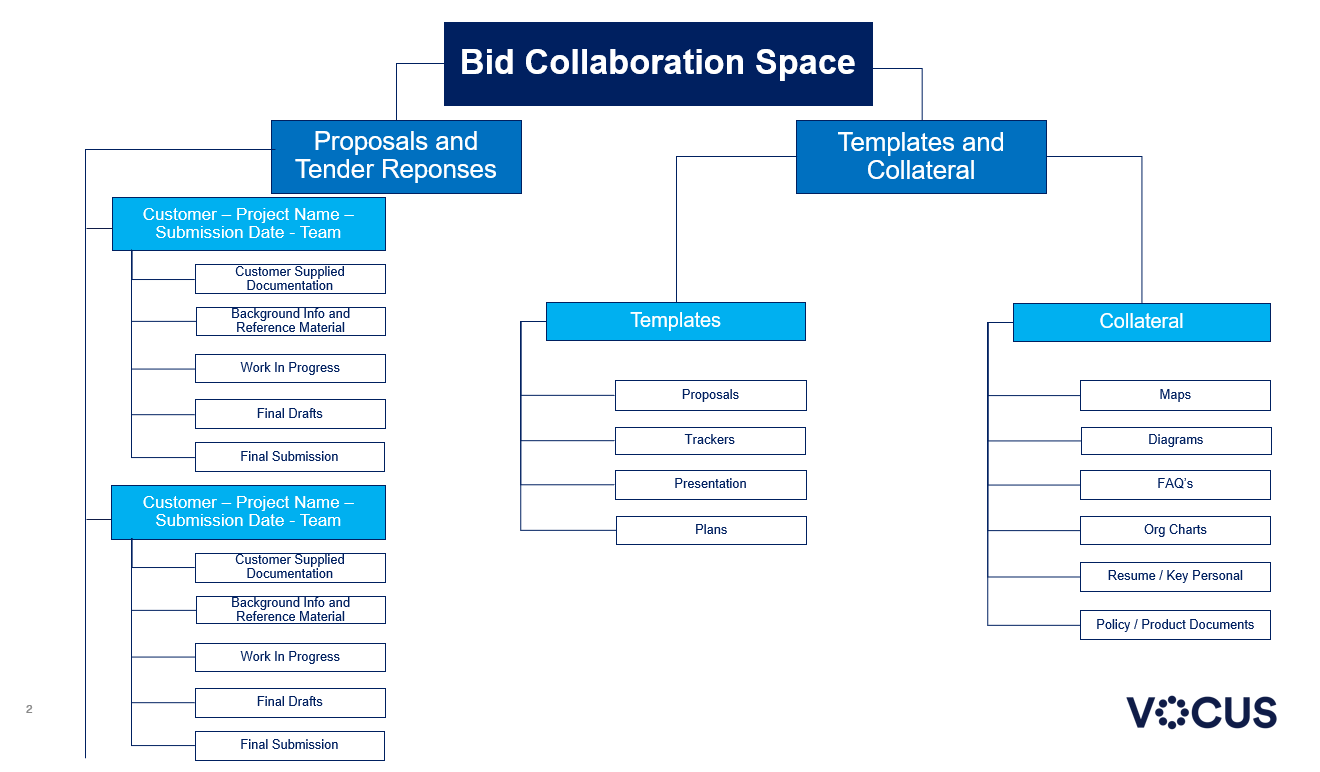 Bid Collaboration Space
Proposals and
Tender Reponses
Templates and
Collateral
Customer – Project Name –
Submission Date - Team
Customer Supplied
Documentation
Background Info and
Reference Material
Work In Progress
Final Drafts
Final Submission
Customer – Project Name –
Submission Date - Team
Customer Supplied
Documentation
Background Info and
Reference Material
Work In Progress
Final Drafts
Final Submission
Templates
Proposals
Trackers
Presentation
Plans
Collateral
Maps
Diagrams
FAQ’s
Org Charts
Resume / Key Personal
Policy / Product Documents
2
VOCUS